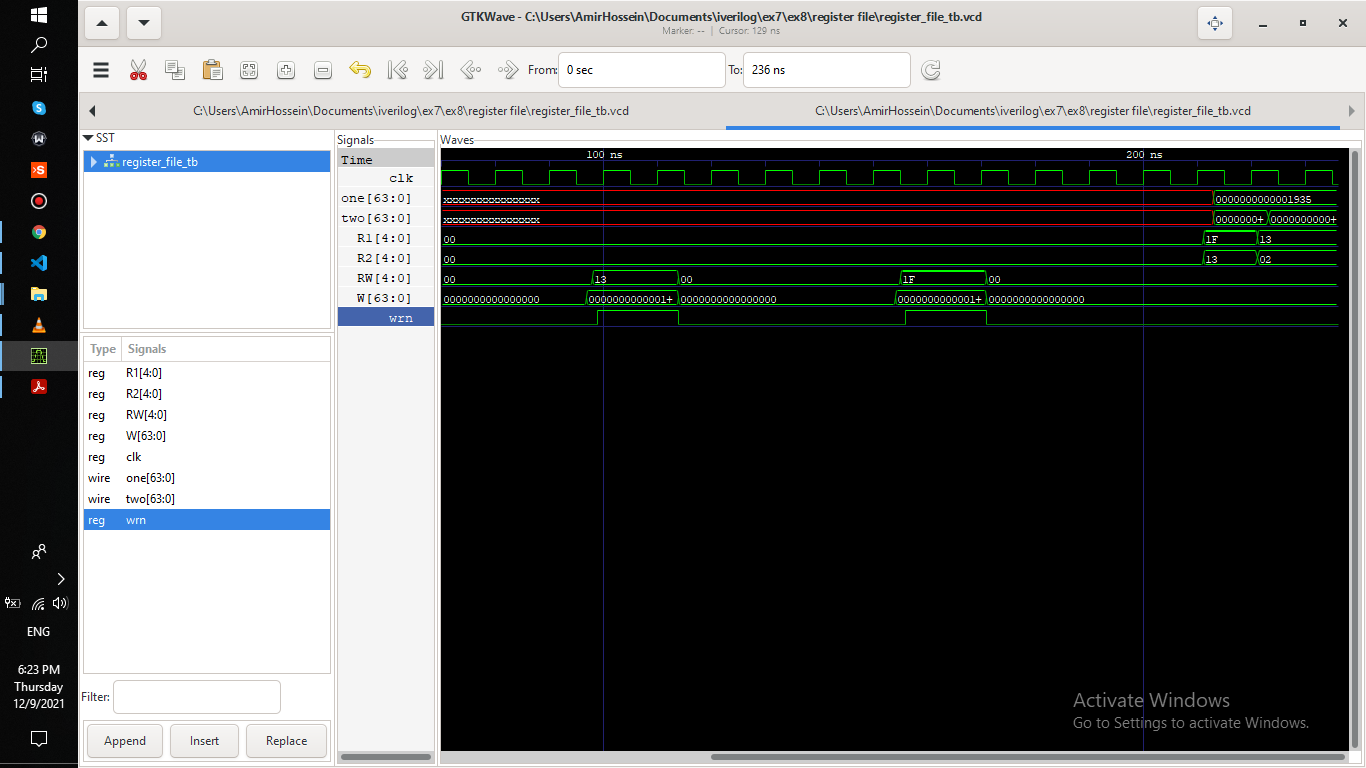 GTKWave - C:\Users\AmirHossein\Documents\iverilog\ex7\ex8\register file\register_file_tb.vcd
Marker: -- | Cursor: 129 ns
From: 0 sec To: 236 ns
C:\Users\AmirHossein\Documents\iverilog\ex7\ex8\register file\register_file_tb.vcd C:\Users\AmirHossein\Documents\iverilog\ex7\ex8\register file\register_file_tb.vcd
SST
register_file_tb
Type Signals
reg R1[4:0]
reg R2[4:0]
reg RW[4:0]
reg W[63:0]
reg clk
wire one[63:0]
wire two[63:0]
reg wrn
Filter:
Append Insert Replace
Signals
Time
clk
one[63:0]
two[63:0]
R1[4:0]
R2[4:0]
RW[4:0]
W[63:0]
wrn
Waves
100 ns 200 ns
xxxxxxxxxxxxxxxx 0000000000001935
xxxxxxxxxxxxxxxx 0000000+ 0000000000+
00 1F 13
00 13 02
00 13 00 1F 00
0000000000000000 0000000000001+ 0000000000000000 0000000000001+ 0000000000000000
Activate Windows
Go to Settings to activate Windows.
ENG
6:23 PM
Thursday
12/9/2021